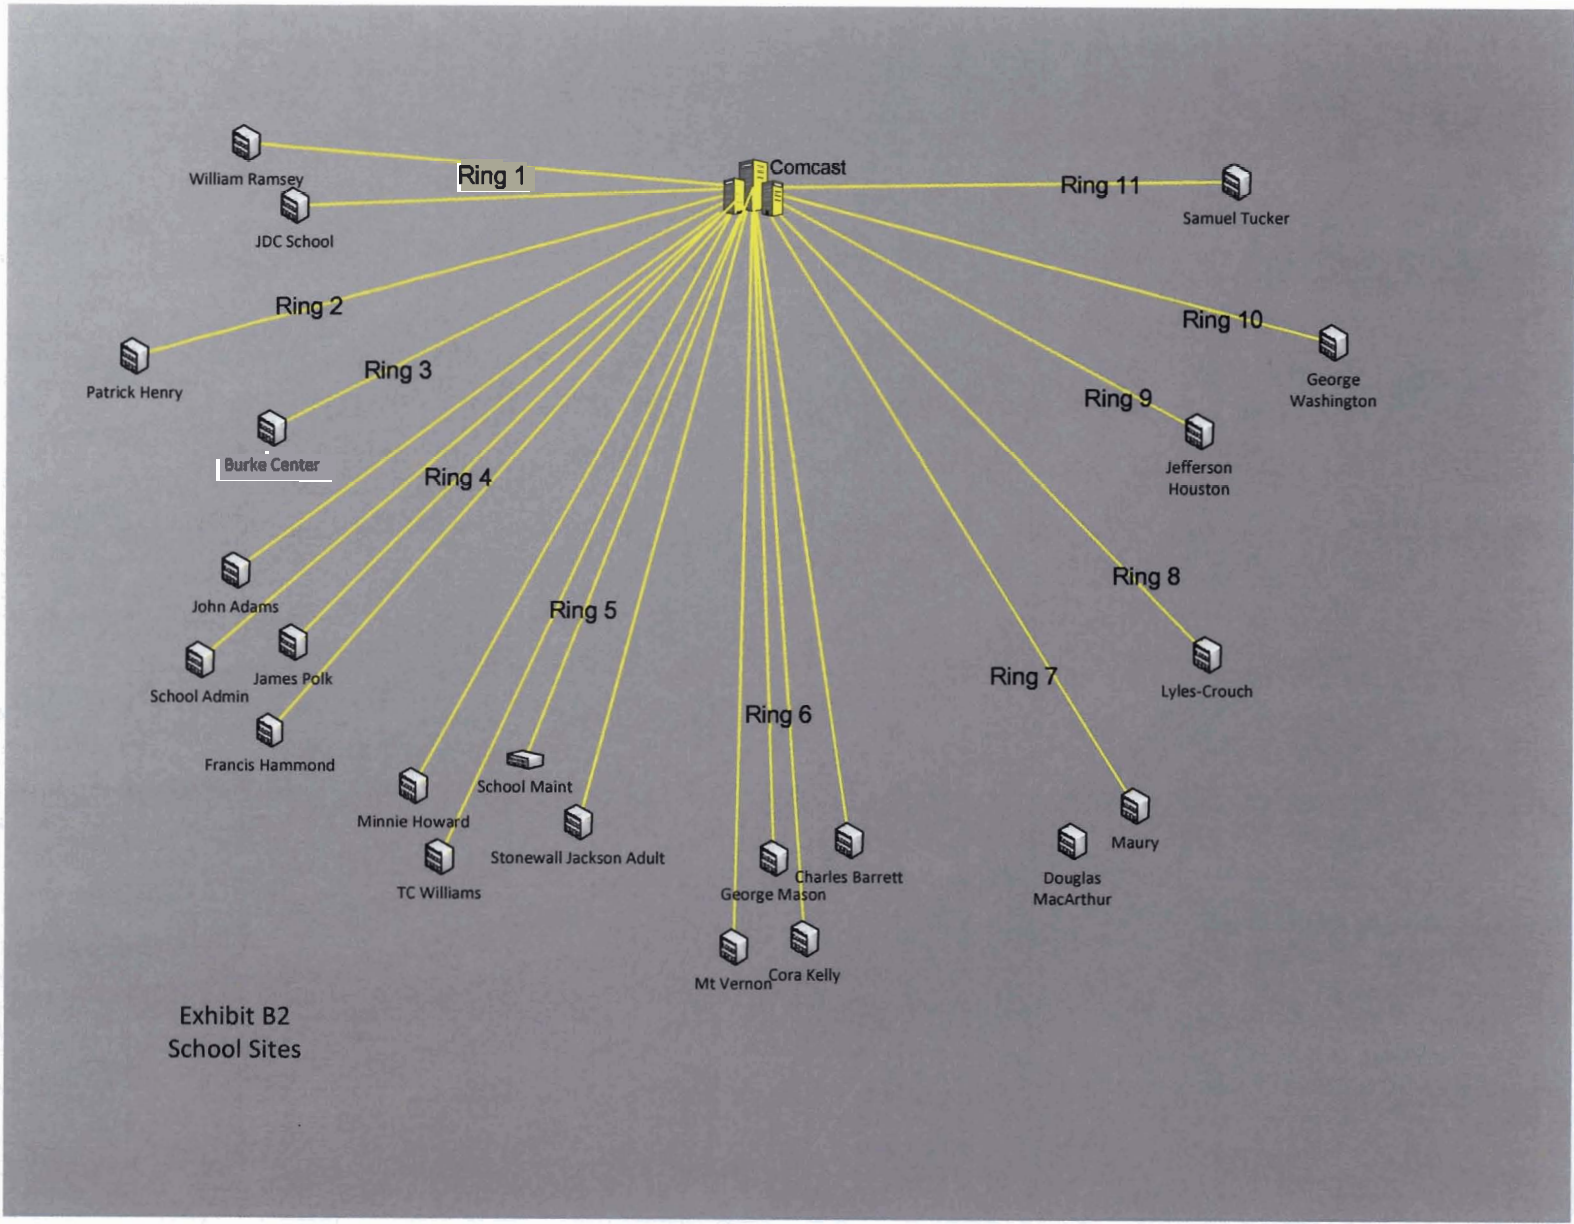 Comcast
William Ramsey
Ring 1
Ring 11
Samuel Tucker
JDC School
Ring 2
Ring 10
Patrick Henry
Ring 3
George
Washington
Ring 9
Burke Center
Jefferson
Houston
Ring 4
Ring 8
John Adams
Ring 5
James Polk
School Admin
Ring 7
Lyles-Crouch
Ring 6
Francis Hammond
School Maint
Minnie Howard
Maury
Stonewall Jackson Adult
Charles Barrett
Douglas
MacArthur
TC Williams
George Mason
Cora Kelly
Mt Vernon
Exhibit B2
School Sites